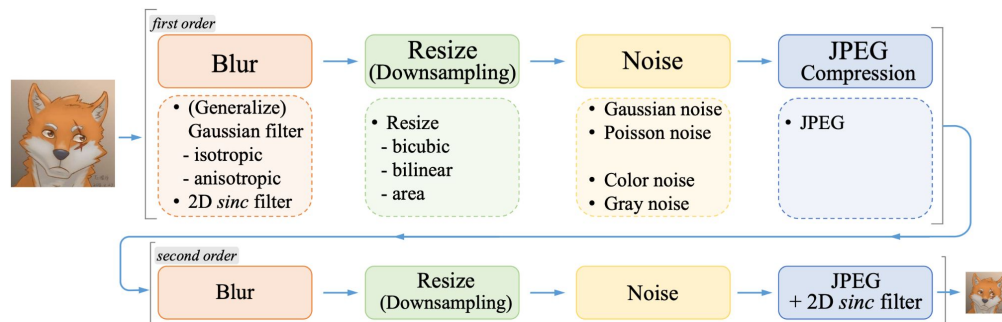 first order
Blur
Resize
(Downsampling)
Noise
JPEG
Compression
• (Generalize)
Gaussian filter
- isotropic
- anisotropic
• 2D sinc filter
• Resize
- bicubic
- bilinear
- area
• Gaussian noise
• Poisson noise
• Color noise
• Gray noise
• JPEG
second order
Blur
Resize
(Downsampling)
Noise
JPEG
+ 2D sinc filter